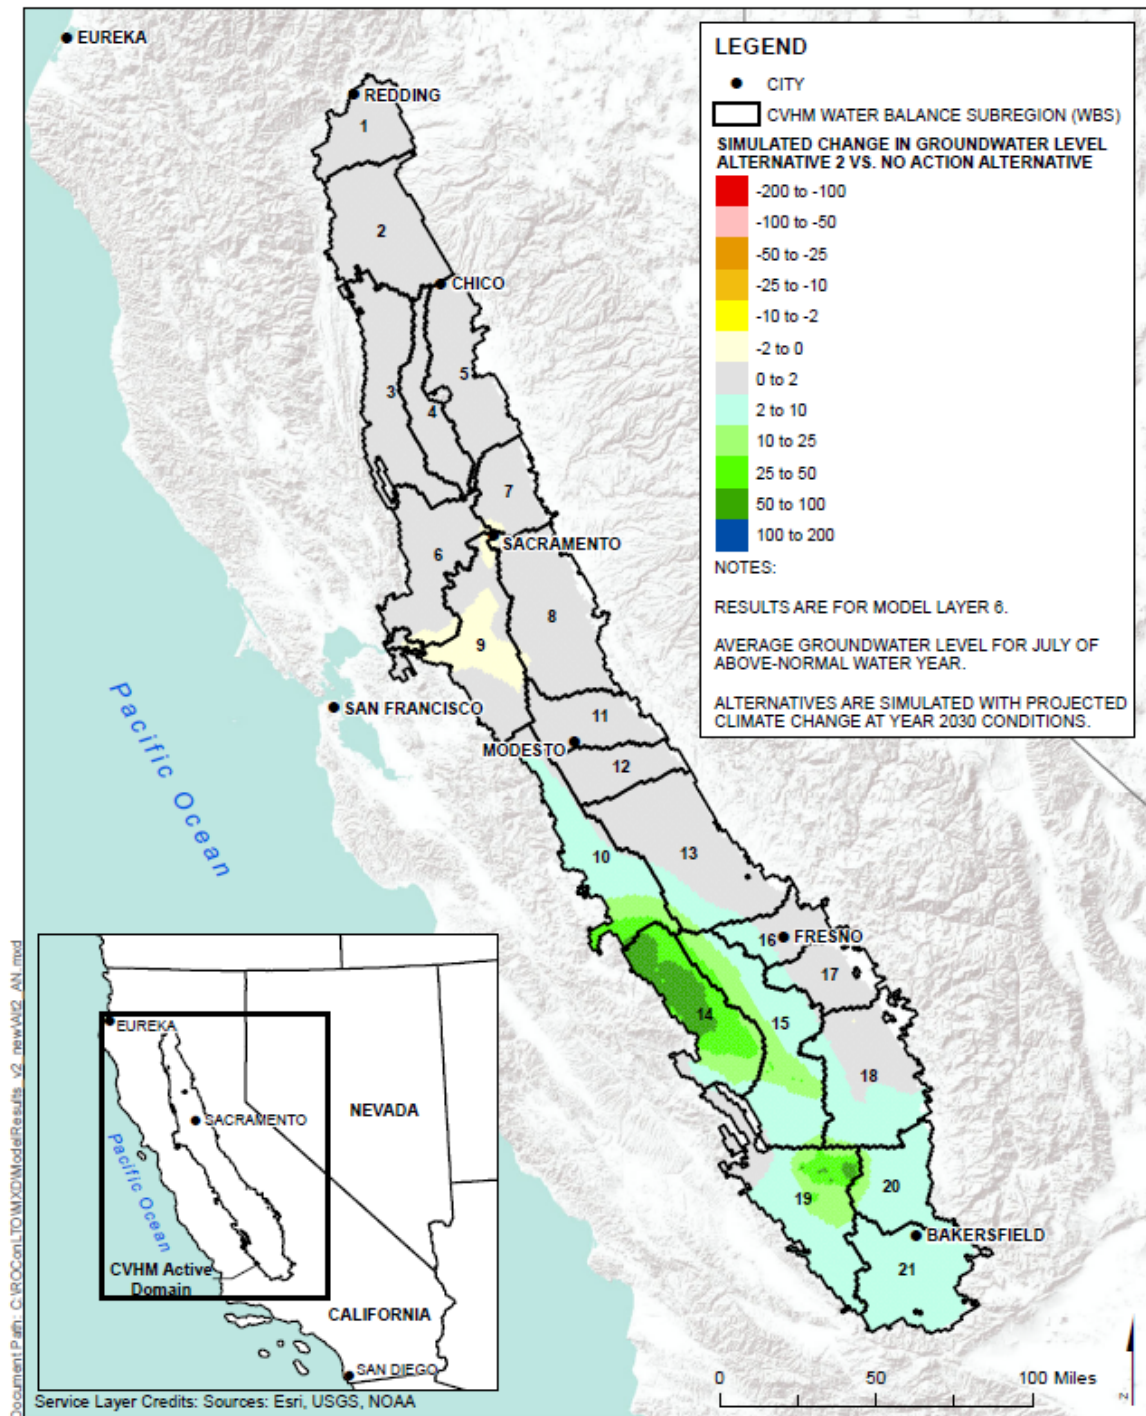 EUREKA
REDDING
1
2
CHICO
3
4
5
7
6
SACRAMENTO
8
9
SAN FRANCISCO
11
MODESTO
12
10
13
16
FRESNO
17
14
15
18
19
20
BAKERSFIELD
21
Pacific Ocean
LEGEND
CITY
CVHM WATER BALANCE SUBREGION (WBS)
SIMULATED CHANGE IN GROUNDWATER LEVEL
ALTERNATIVE 2 VS. NO ACTION ALTERNATIVE
-200 to -100
-100 to -50
-50 to -25
-25 to -10
-10 to -2
-2 to 0
0 to 2
2 to 10
10 to 25
25 to 50
50 to 100
100 to 200
NOTES:
RESULTS ARE FOR MODEL LAYER 6.
AVERAGE GROUNDWATER LEVEL FOR JULY OF
ABOVE-NORMAL WATER YEAR.
ALTERNATIVES ARE SIMULATED WITH PROJECTED
CLIMATE CHANGE AT YEAR 2030 CONDITIONS.
EUREKA
SACRAMENTO
NEVADA
Pacific Ocean
CVHM Active
Domain
CALIFORNIA
SAN DIEGO
Service Layer Credits: Sources: Esri, USGS, NOAA
0 50 100 Miles
Z
Document Path: C:\ROConLTO\MXD\ModelResults_v2_new\Alt2_AN.mxd